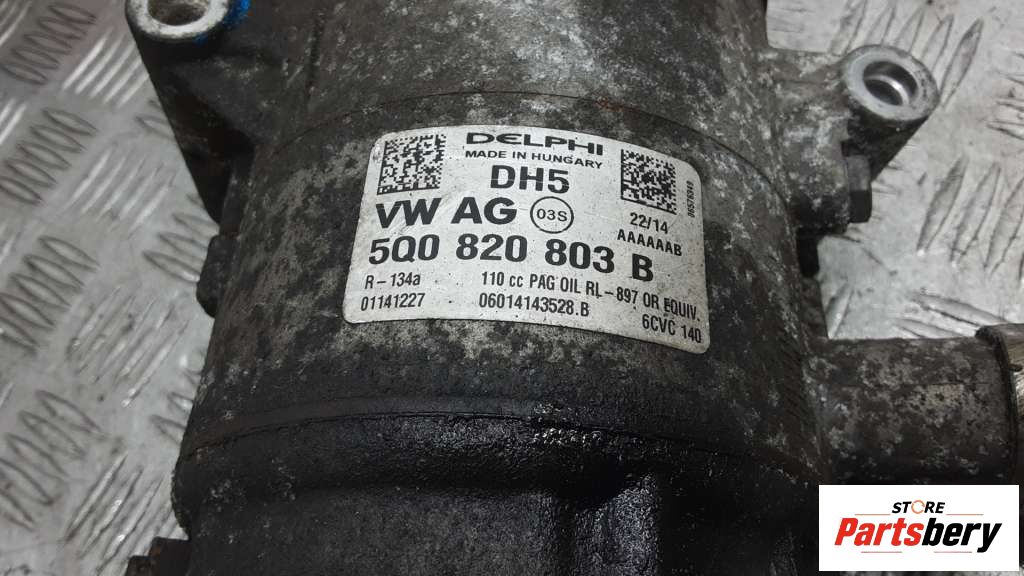 DELPHI
MADE IN HUNGARY
DH5
VW AG 03S
22/14
AAAAAAB
5Q0 820 803 B
R-134a 110 cc PAG OIL RL-897 OR EQUIV.
01141227 06014143528.B 6CVC 140
STORE
Partsbery